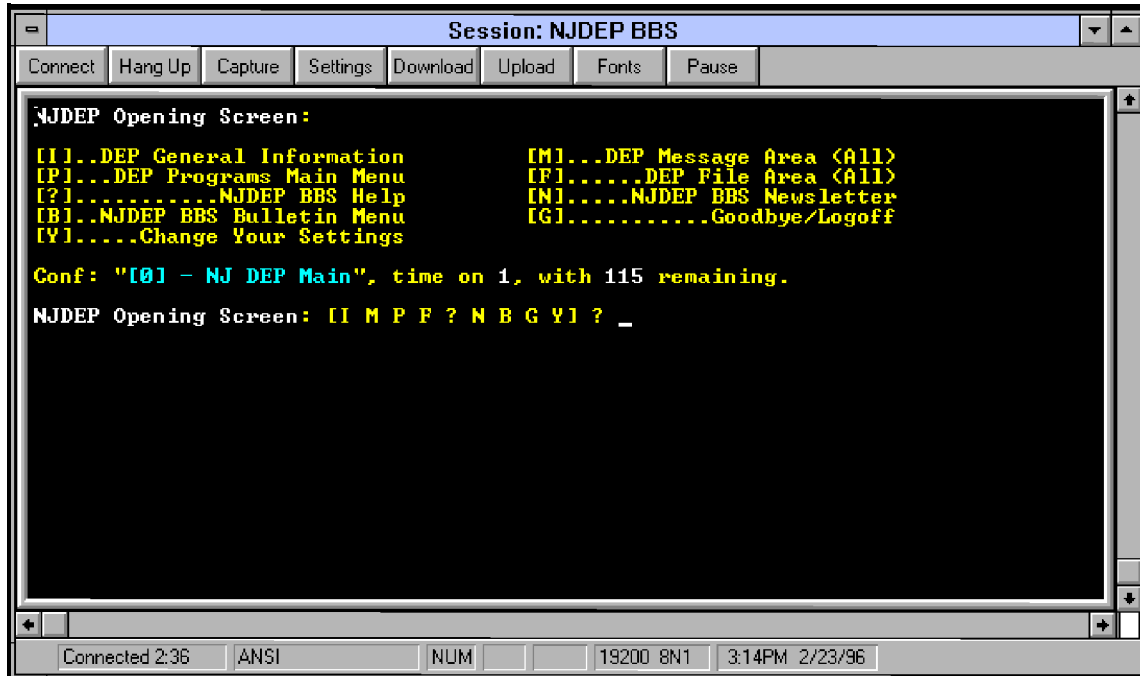 Session: NJDEP BBS
Connect Hang Up Capture Settings Download Upload Fonts Pause
NJDEP Opening Screen:
[I]..DEP General Information [M]...DEP Message Area (All)
[P]...DEP Programs Main Menu [F]......DEP File Area (All)
[?]...........NJDEP BBS Help [N].....NJDEP BBS Newsletter
[B]..NJDEP BBS Bulletin Menu [G]...........Goodbye/Logoff
[Y].....Change Your Settings
Conf: "[0] - NJ DEP Main", time on 1, with 115 remaining.
NJDEP Opening Screen: [I M P F ? N B G Y] ? _
Connected 2:36 ANSI NUM 19200 8N1 3:14PM 2/23/96